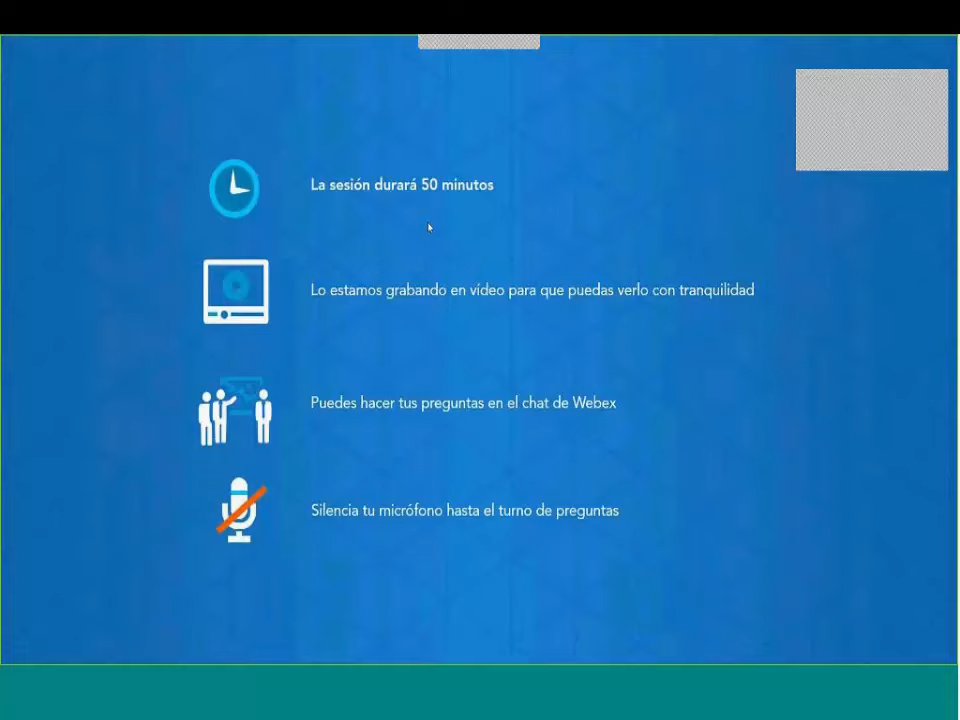 La sesión durará 50 minutos
Lo estamos grabando en vídeo para que puedas verlo con tranquilidad
Puedes hacer tus preguntas en el chat de Webex
Silencia tu micrófono hasta el turno de preguntas